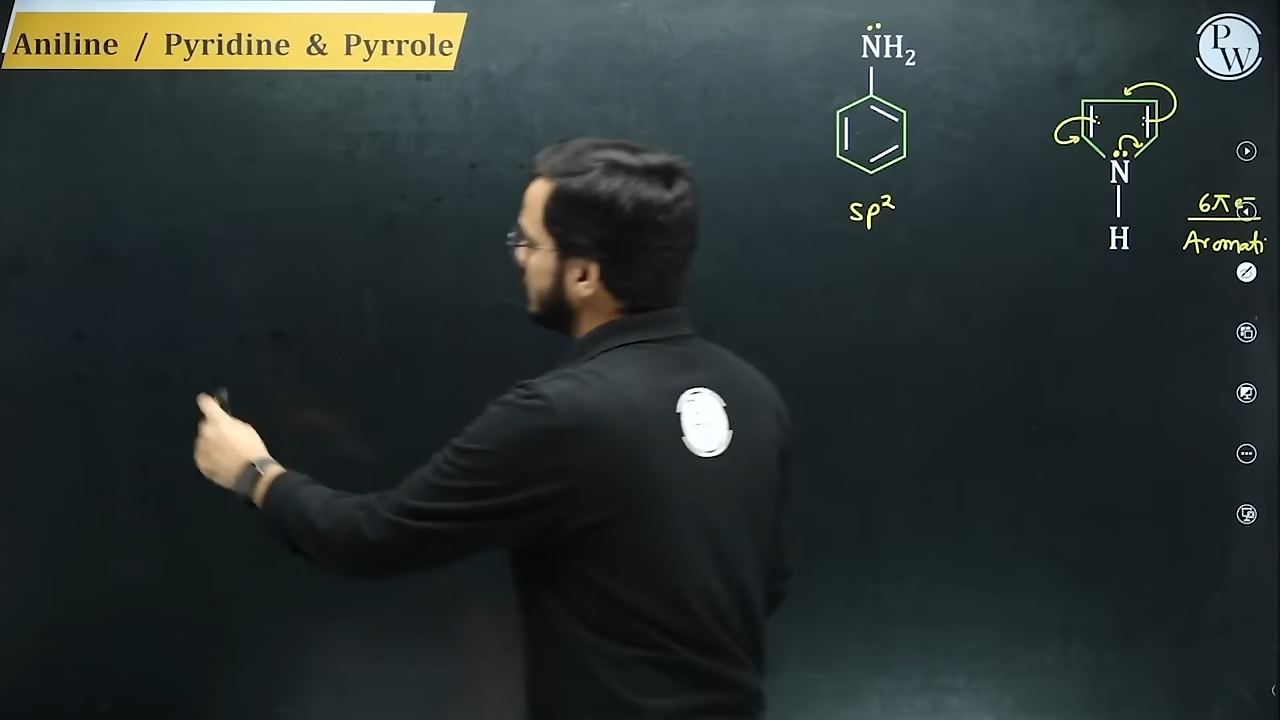 Aniline / Pyridine & Pyrrole
NH₂
sp²
N
H
6π e⁻
Aromati
PW